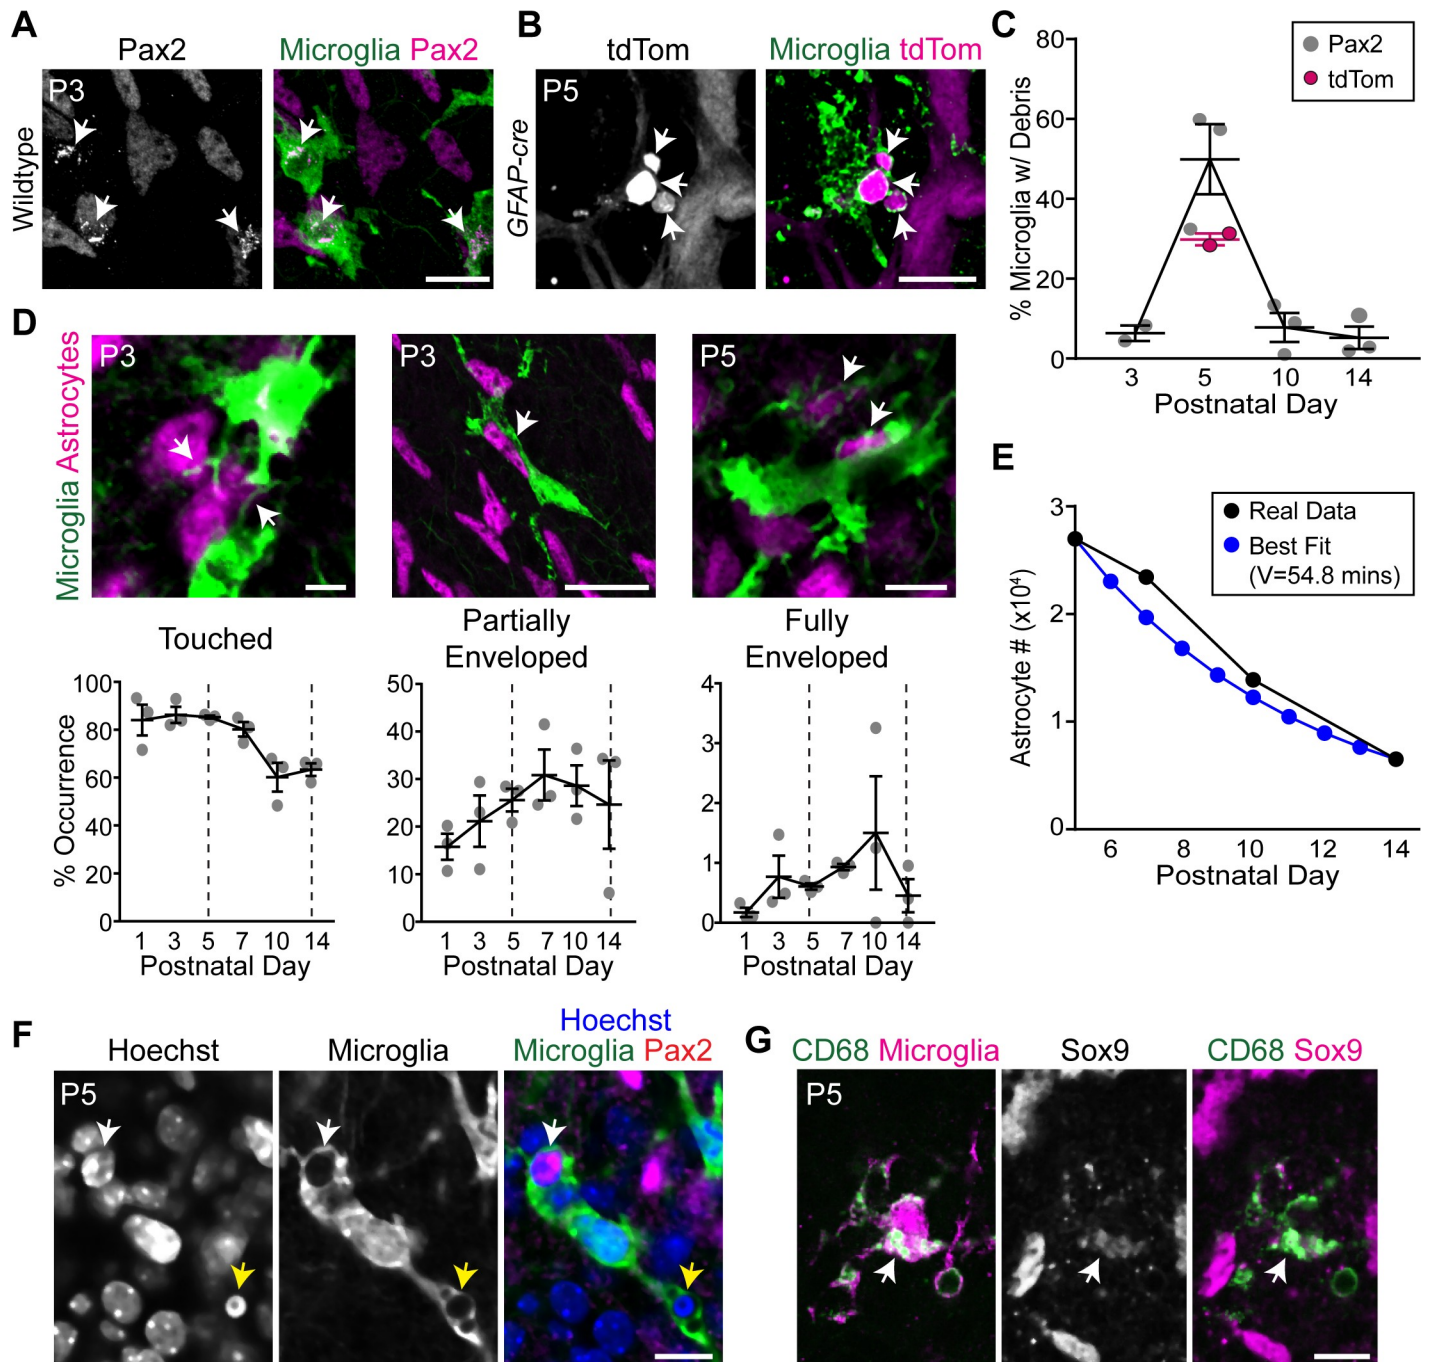 A
Pax2
Microglia Pax2
Wildtype
P3
B
tdTom
Microglia tdTom
GFAP-cre
P5
C
Pax2
tdTom
% Microglia w/ Debris
80
60
40
20
0
3 5 10 14
Postnatal Day
D
Microglia Astrocytes
P3
P3
P5
Touched
Partially
Enveloped
Fully
Enveloped
% Occurrence
100
80
60
40
20
0
1 3 5 7 10 14
Postnatal Day
50
40
30
20
10
0
1 3 5 7 10 14
Postnatal Day
4
3
2
1
0
1 3 5 7 10 14
Postnatal Day
E
Real Data
Best Fit
(V=54.8 mins)
Astrocyte # (x10⁴)
3
2
1
0
6 8 10 12 14
Postnatal Day
F
Hoechst
Microglia
Hoechst
Microglia Pax2
P5
G
CD68 Microglia
Sox9
CD68 Sox9
P5